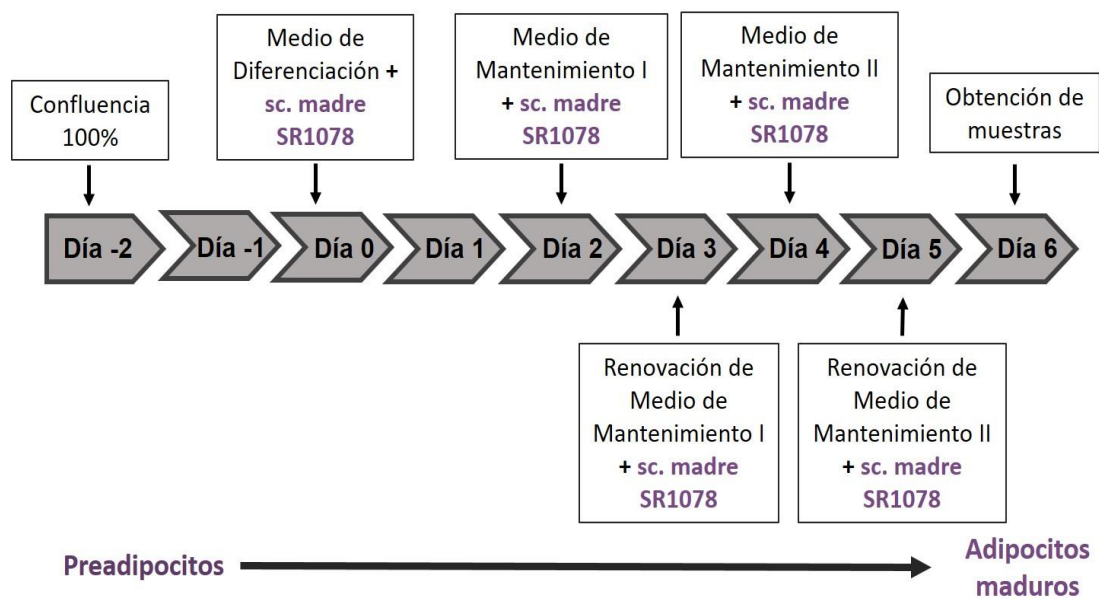 Confluencia
100%
Medio de
Diferenciación +
sc. madre
SR1078
Medio de
Mantenimiento I
+ sc. madre
SR1078
Medio de
Mantenimiento II
+ sc. madre
SR1078
Obtención de
muestras
Día -2
Día -1
Día 0
Día 1
Día 2
Día 3
Día 4
Día 5
Día 6
Renovación de
Medio de
Mantenimiento I
+ sc. madre
SR1078
Renovación de
Medio de
Mantenimiento II
+ sc. madre
SR1078
Preadipocitos
Adipocitos
maduros